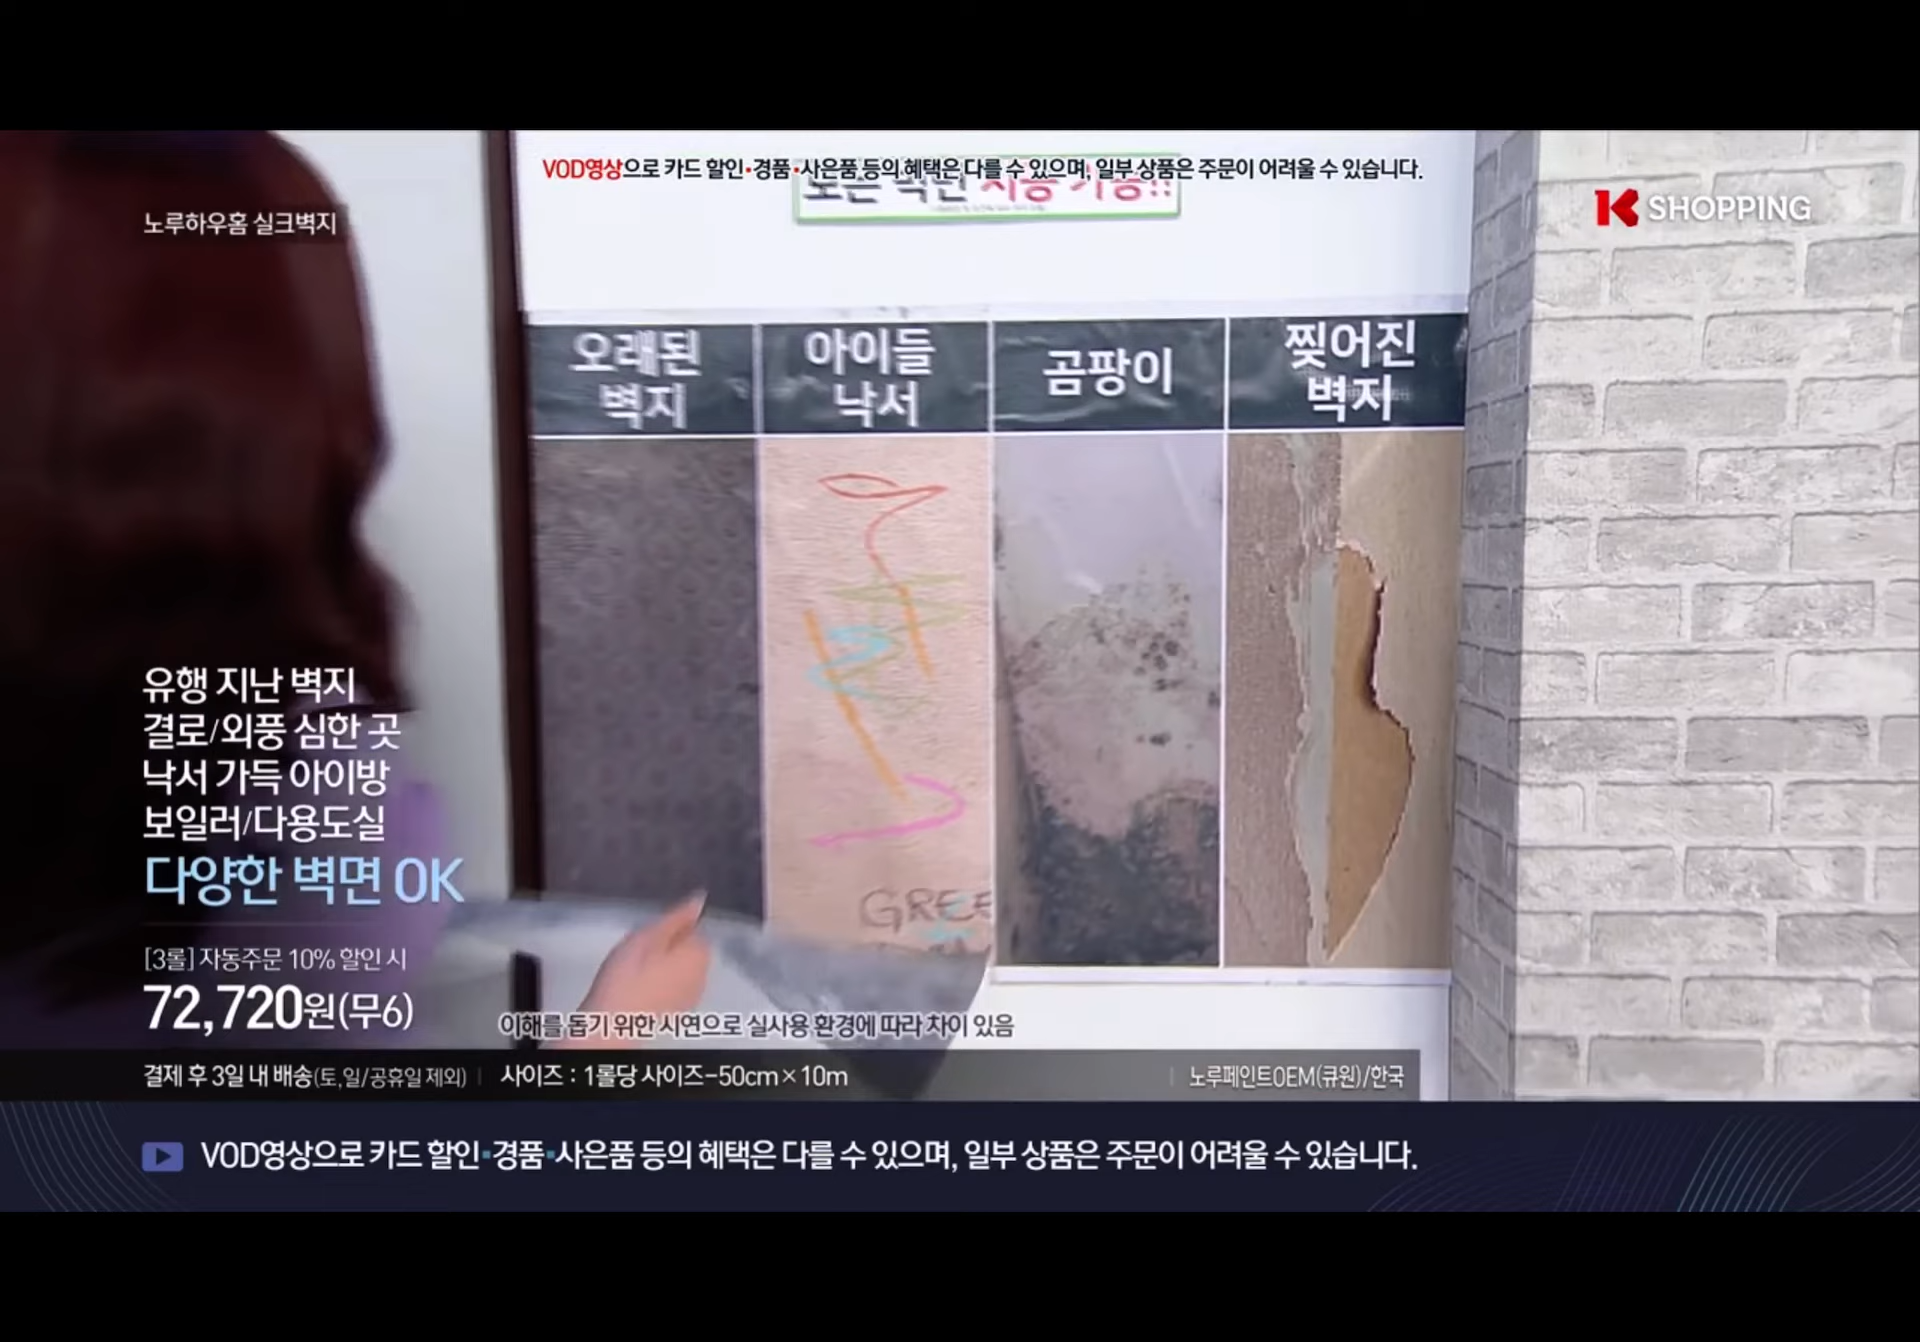 VOD영상으로 카드 할인·경품·사은품 등의 혜택은 다를 수 있으며, 일부 상품은 주문이 어려울 수 있습니다.
노루하우홈 실크벽지
K SHOPPING
오래된
벽지
아이들
낙서
곰팡이
찢어진
벽지
GREE
유행 지난 벽지
결로/외풍 심한 곳
낙서 가득 아이방
보일러/다용도실
다양한 벽면 OK
[3롤] 자동주문 10% 할인 시
72,720원(무6)
이해를 돕기 위한 시연으로 실사용 환경에 따라 차이 있음
결제 후 3일 내 배송(토,일/공휴일 제외)
사이즈 : 1롤당 사이즈-50cm×10m
노루페인트OEM(큐원)/한국
VOD영상으로 카드 할인·경품·사은품 등의 혜택은 다를 수 있으며, 일부 상품은 주문이 어려울 수 있습니다.